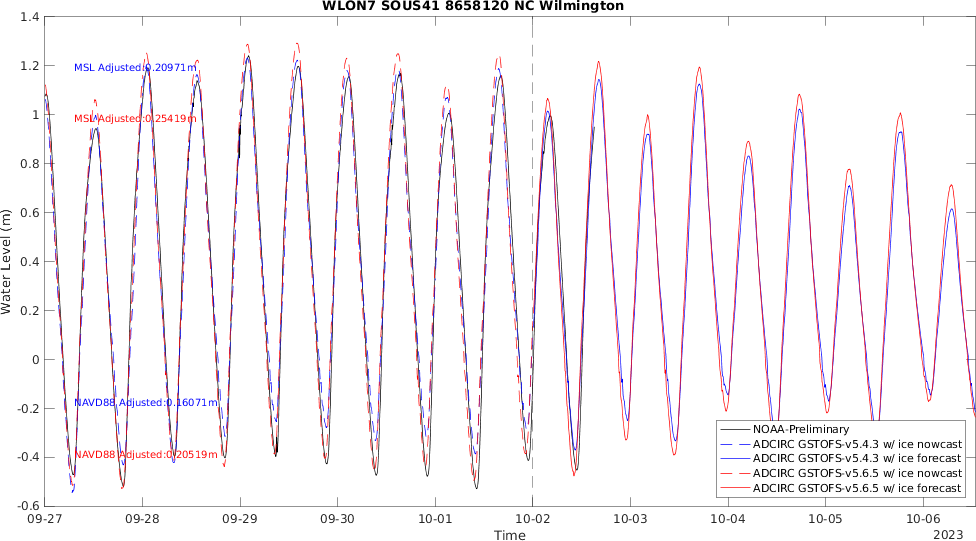 WLON7 SOUS41 8658120 NC Wilmington
1.4
1.2
1
0.8
0.6
0.4
0.2
0
-0.2
-0.4
-0.6
Water Level (m)
MSL Adjusted:0.20971m
MSL Adjusted:0.25419m
NAVD88 Adjusted:0.16071m
NAVD88 Adjusted:0.20519m
NOAA-Preliminary
ADCIRC GSTOFS-v5.4.3 w/ ice nowcast
ADCIRC GSTOFS-v5.4.3 w/ ice forecast
ADCIRC GSTOFS-v5.6.5 w/ ice nowcast
ADCIRC GSTOFS-v5.6.5 w/ ice forecast
09-27 09-28 09-29 09-30 10-01 10-02 10-03 10-04 10-05 10-06
Time
2023